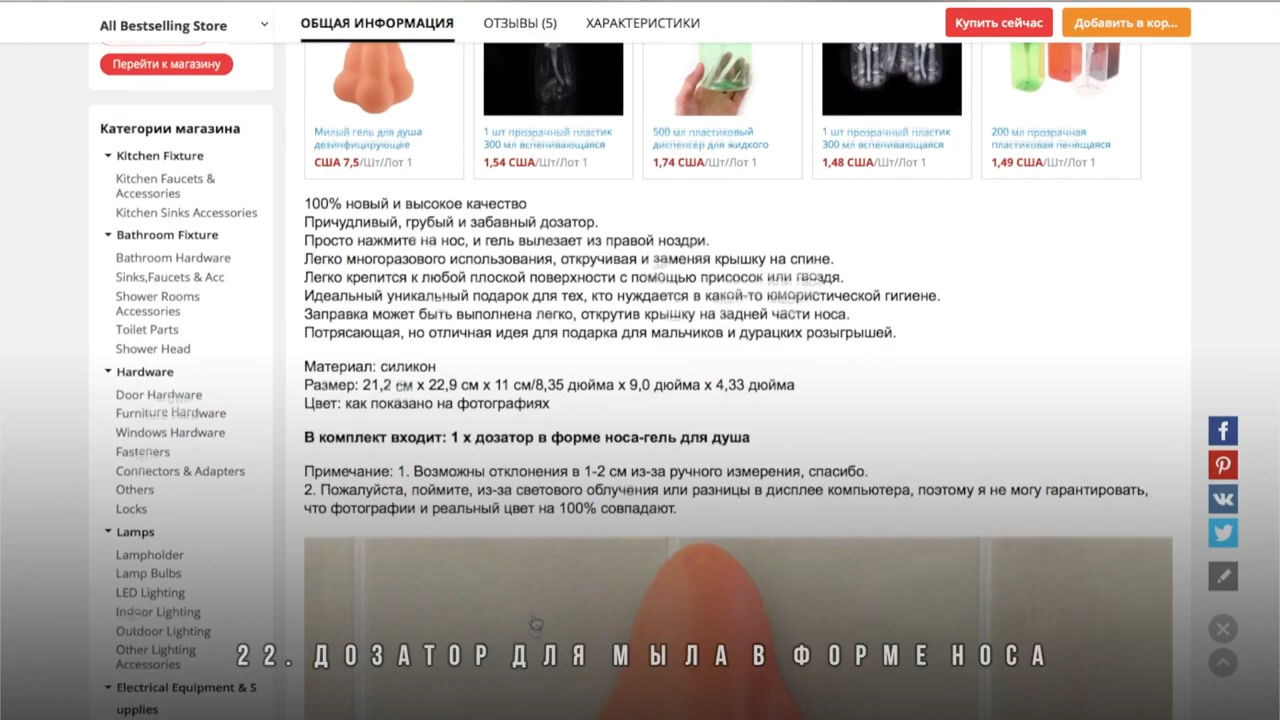 All Bestselling Store
ОБЩАЯ ИНФОРМАЦИЯ
ОТЗЫВЫ (5)
ХАРАКТЕРИСТИКИ
Купить сейчас
Добавить в кор...
Перейти к магазину
Категории магазина
Kitchen Fixture
Kitchen Faucets &
Accessories
Kitchen Sinks Accessories
Bathroom Fixture
Bathroom Hardware
Sinks,Faucets & Acc
Shower Rooms
Accessories
Toilet Parts
Shower Head
Hardware
Door Hardware
Furniture Hardware
Windows Hardware
Fasteners
Connectors & Adapters
Others
Locks
Lamps
Lampholder
Lamp Bulbs
LED Lighting
Indoor Lighting
Outdoor Lighting
Other Lighting
Accessories
Electrical Equipment & S
upplies
Милый гель для душа
дезинфицирующее
США 7,5/Шт/Лот 1
1 шт прозрачный пластик
300 мл вспенивающаяся
1,54 США/Шт/Лот 1
500 мл пластиковый
диспенсер для жидкого
1,74 США/Шт/Лот 1
1 шт прозрачный пластик
300 мл вспенивающаяся
1,48 США/Шт/Лот 1
200 мл прозрачная
пластиковая пенящаяся
1,49 США/Шт/Лот 1
100% новый и высокое качество
Причудливый, грубый и забавный дозатор.
Просто нажмите на нос, и гель вылезает из правой ноздри.
Легко многоразового использования, откручивая и заменяя крышку на спине.
Легко крепится к любой плоской поверхности с помощью присосок или гвоздя.
Идеальный уникальный подарок для тех, кто нуждается в какой-то юмористической гигиене.
Заправка может быть выполнена легко, открутив крышку на задней части носа.
Потрясающая, но отличная идея для подарка для мальчиков и дурацких розыгрышей.
Материал: силикон
Размер: 21,2 см x 22,9 см x 11 см/8,35 дюйма x 9,0 дюйма x 4,33 дюйма
Цвет: как показано на фотографиях
В комплект входит: 1 x дозатор в форме носа-гель для душа
Примечание: 1. Возможны отклонения в 1-2 см из-за ручного измерения, спасибо.
2. Пожалуйста, поймите, из-за светового облучения или разницы в дисплее компьютера, поэтому я не могу гарантировать,
что фотографии и реальный цвет на 100% совпадают.
22. ДОЗАТОР ДЛЯ МЫЛА В ФОРМЕ НОСА